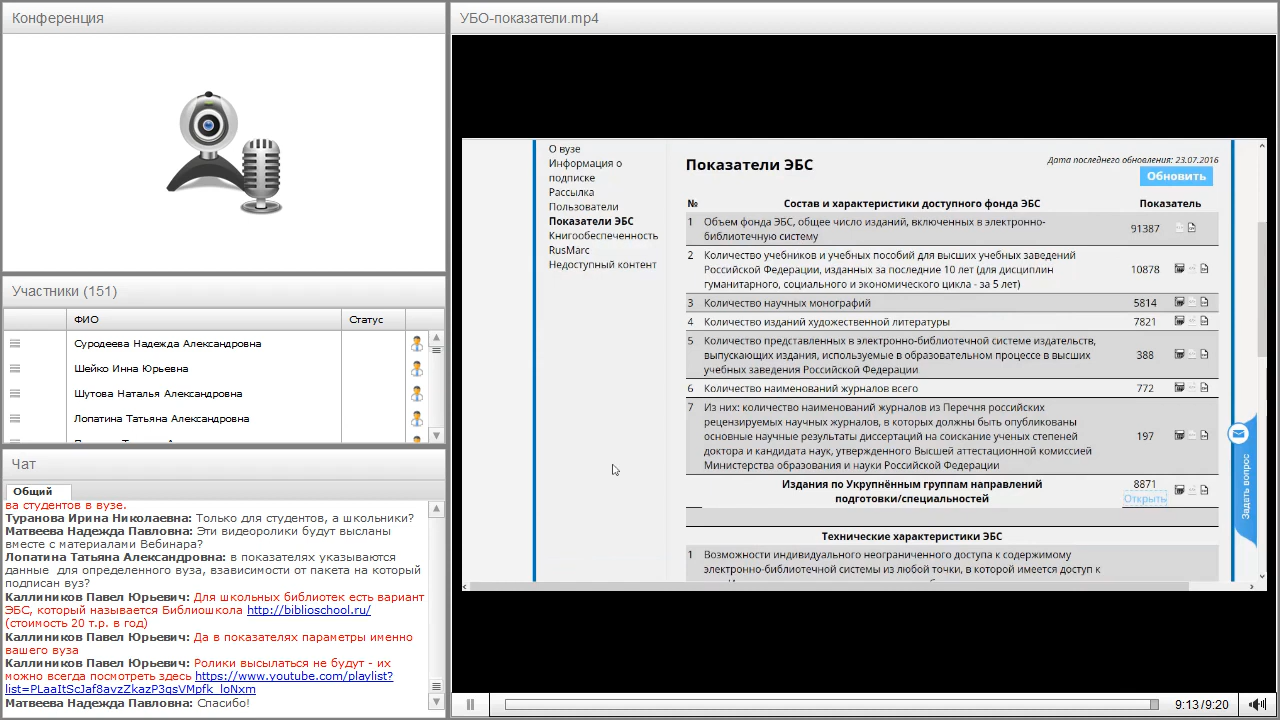 Конференция
Участники (151)
ФИО
Статус
Суродеева Надежда Александровна
Шейко Инна Юрьевна
Шутова Наталья Александровна
Лопатина Татьяна Александровна
Чат
Общий
ва студентов в вузе.
Туранова Ирина Николаевна: Только для студентов, а школьники?
Матвеева Надежда Павловна: Эти видеоролики будут высланы
вместе с материалами Вебинара?
Лопатина Татьяна Александровна: в показателях указываются
данные для определенного вуза, взависимости от пакета на который
подписан вуз?
Каллиников Павел Юрьевич: Для школьных библиотек есть вариант
ЭБС, который называется Библиошкола http://biblioschool.ru/
(стоимость 20 т.р. в год)
Каллиников Павел Юрьевич: Да в показателях параметры именно
вашего вуза
Каллиников Павел Юрьевич: Ролики высылаться не будут - их
можно всегда посмотреть здесь https://www.youtube.com/playlist?
list=PLaaItScJaf8avzZkazP3gsVMpfk_loNxm
Матвеева Надежда Павловна: Спасибо!
УБО-показатели.mp4
О вузе
Информация о
подписке
Рассылка
Пользователи
Показатели ЭБС
Книгообеспеченность
RusMarc
Недоступный контент
Показатели ЭБС
Дата последнего обновления: 23.07.2016
Обновить
№ Состав и характеристики доступного фонда ЭБС Показатель
1 Объем фонда ЭБС, общее число изданий, включенных в электронно-
библиотечную систему 91387
2 Количество учебников и учебных пособий для высших учебных заведений
Российской Федерации, изданных за последние 10 лет (для дисциплин 10878
гуманитарного, социального и экономического цикла - за 5 лет)
3 Количество научных монографий 5814
4 Количество изданий художественной литературы 7821
5 Количество представленных в электронно-библиотечной системе издательств,
выпускающих издания, используемые в образовательном процессе в высших 388
учебных заведения Российской Федерации
6 Количество наименований журналов всего 772
7 Из них: количество наименований журналов из Перечня российских
рецензируемых научных журналов, в которых должны быть опубликованы
основные научные результаты диссертаций на соискание ученых степеней 197
доктора и кандидата наук, утвержденного Высшей аттестационной комиссией
Министерства образования и науки Российской Федерации
Издания по Укрупнённым группам направлений 8871
подготовки/специальностей Открыть
Технические характеристики ЭБС
1 Возможности индивидуального неограниченного доступа к содержимому
электронно-библиотечной системы из любой точки, в которой имеется доступ к
Задать вопрос
9:13/9:20